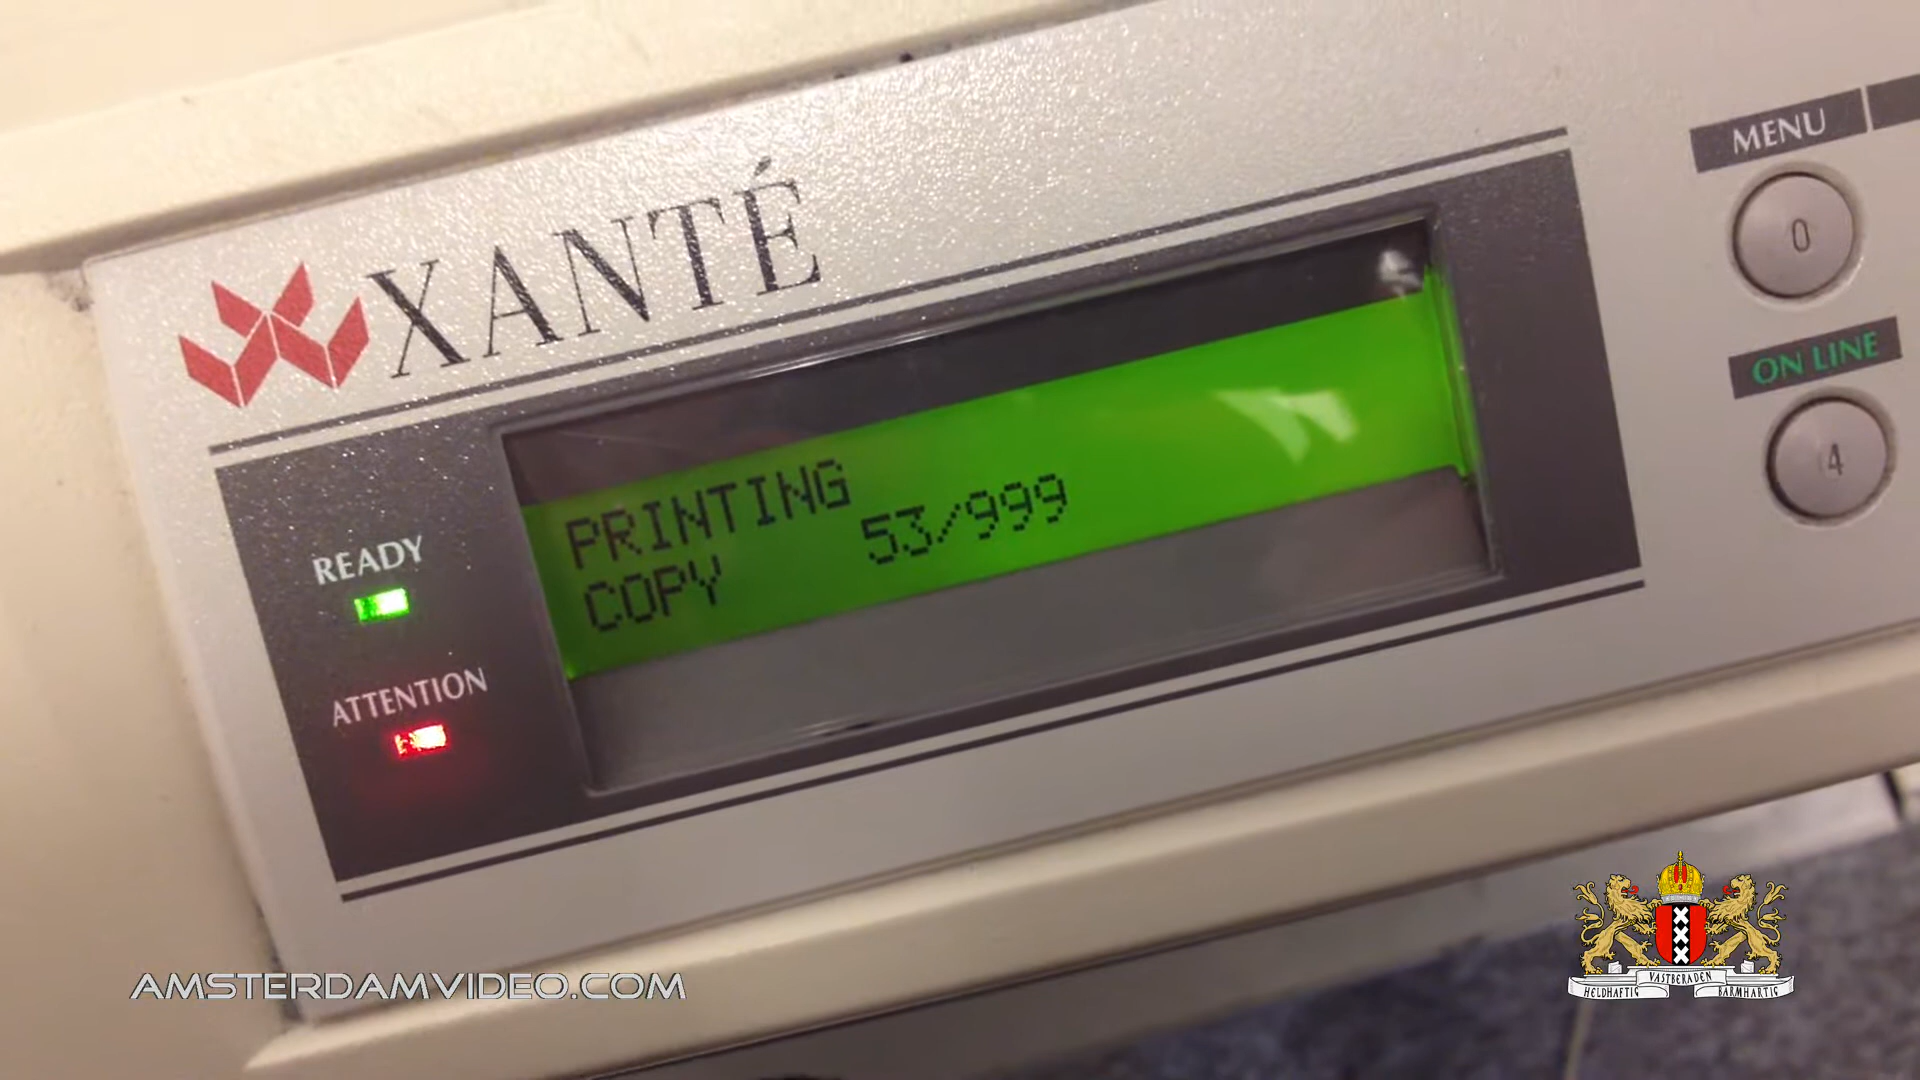 XANTÉ
MENU
0
ON LINE
4
PRINTING
COPY 53/999
READY
ATTENTION
AMSTERDAMVIDEO.COM
VASTBERADEN
HELDHAFTIG BARMHARTIG